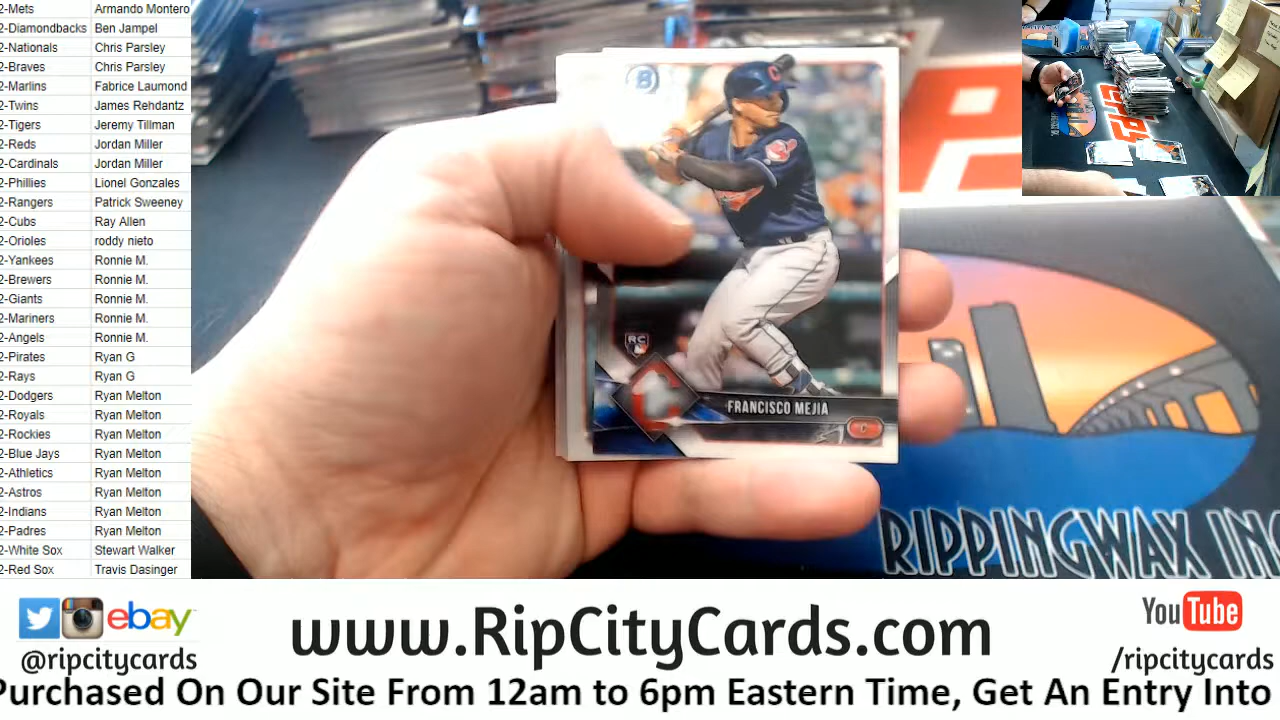 2-Mets Armando Montero
2-Diamondbacks Ben Jampel
2-Nationals Chris Parsley
2-Braves Chris Parsley
2-Marlins Fabrice Laumond
2-Twins James Rehdantz
2-Tigers Jeremy Tillman
2-Reds Jordan Miller
2-Cardinals Jordan Miller
2-Phillies Lionel Gonzales
2-Rangers Patrick Sweeney
2-Cubs Ray Allen
2-Orioles roddy nieto
2-Yankees Ronnie M.
2-Brewers Ronnie M.
2-Giants Ronnie M.
2-Mariners Ronnie M.
2-Angels Ronnie M.
2-Pirates Ryan G
2-Rays Ryan G
2-Dodgers Ryan Melton
2-Royals Ryan Melton
2-Rockies Ryan Melton
2-Blue Jays Ryan Melton
2-Athletics Ryan Melton
2-Astros Ryan Melton
2-Indians Ryan Melton
2-Padres Ryan Melton
2-White Sox Stewart Walker
2-Red Sox Travis Dasinger
B
C
RC
C
FRANCISCO MEJIA
C
RIPPINGWAX INC
ebay
@ripcitycards
www.RipCityCards.com
YouTube
/ripcitycards
Purchased On Our Site From 12am to 6pm Eastern Time, Get An Entry Into